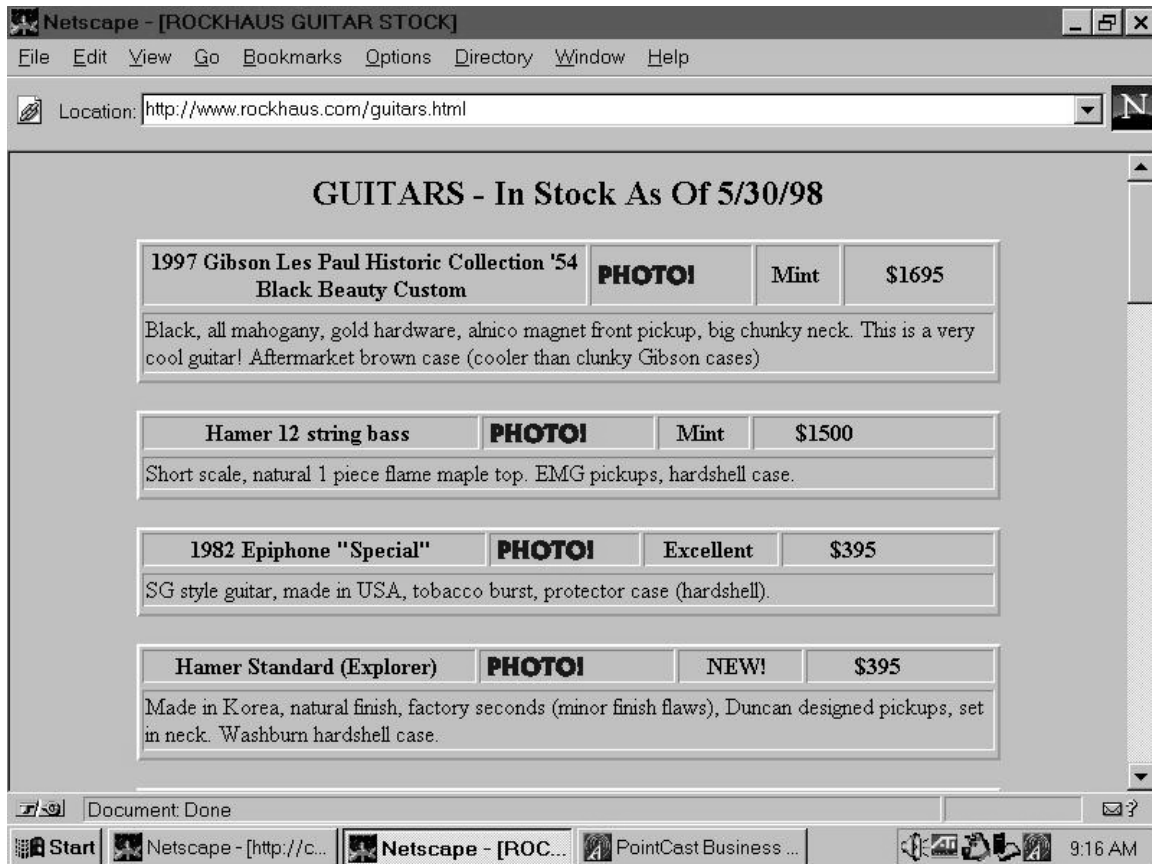 Netscape - [ROCKHAUS GUITAR STOCK]
File Edit View Go Bookmarks Options Directory Window Help
Location: http://www.rockhaus.com/guitars.html
N
GUITARS - In Stock As Of 5/30/98
1997 Gibson Les Paul Historic Collection '54
Black Beauty Custom
PHOTO! Mint $1695
Black, all mahogany, gold hardware, alnico magnet front pickup, big chunky neck. This is a very
cool guitar! Aftermarket brown case (cooler than clunky Gibson cases)
Hamer 12 string bass PHOTO! Mint $1500
Short scale, natural 1 piece flame maple top. EMG pickups, hardshell case.
1982 Epiphone "Special" PHOTO! Excellent $395
SG style guitar, made in USA, tobacco burst, protector case (hardshell).
Hamer Standard (Explorer) PHOTO! NEW! $395
Made in Korea, natural finish, factory seconds (minor finish flaws), Duncan designed pickups, set
in neck. Washburn hardshell case.
Document: Done
Start Netscape - [http://c... Netscape - [ROC... PointCast Business ... 9:16 AM